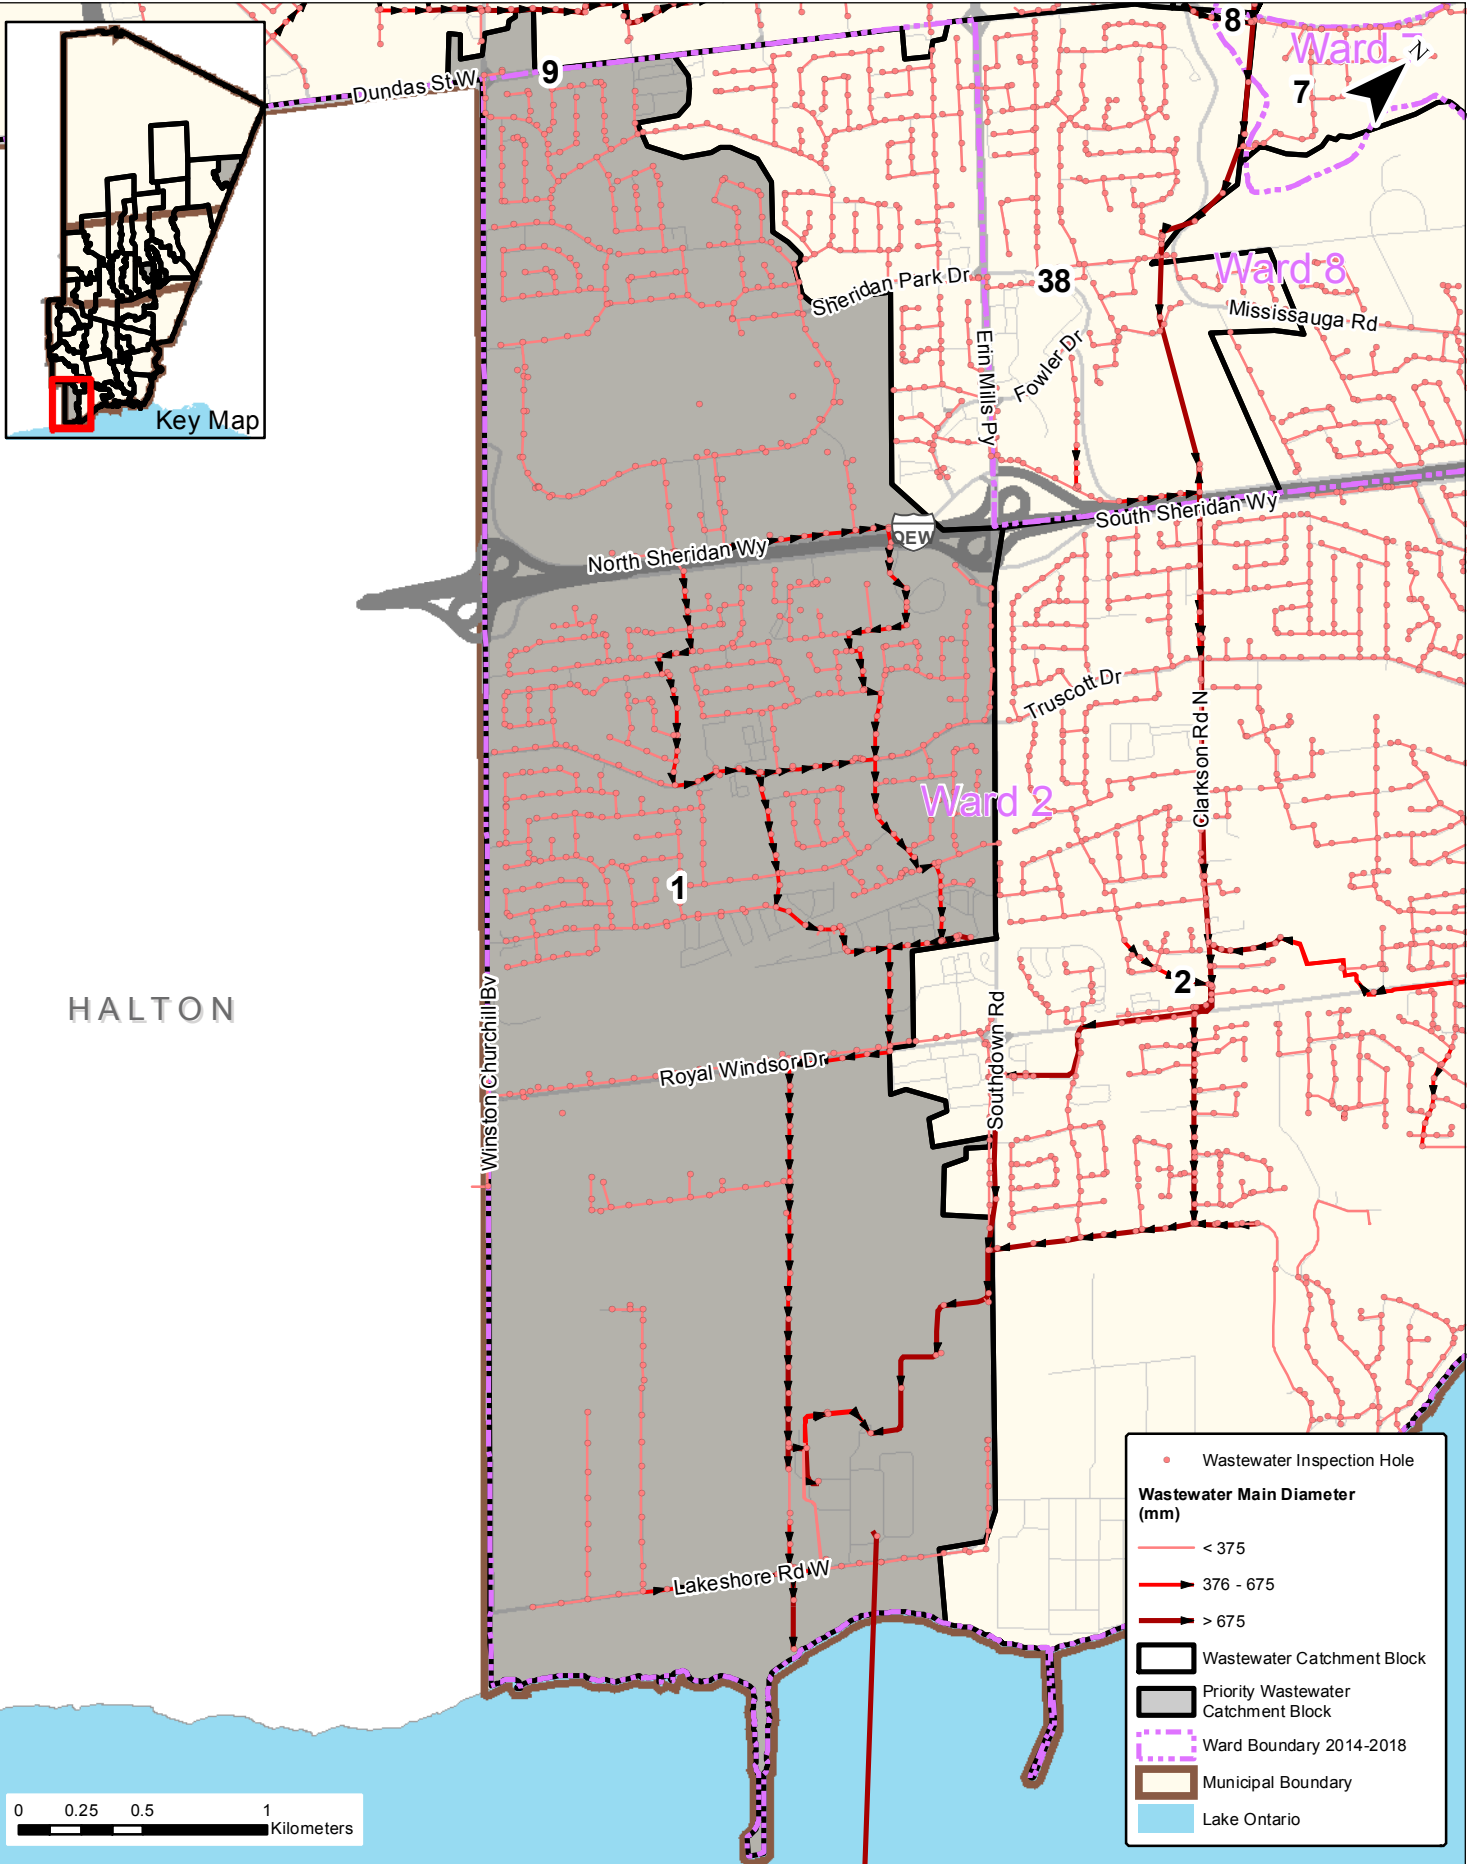 8
Ward 7
N
9
7
Dundas St W
Ward 8
Sheridan Park Dr
38
Mississauga Rd
Erin Mills Py
Fowler Dr
Key Map
South Sheridan Wy
QEW
North Sheridan Wy
Truscott Dr
Clarkson Rd N
Ward 2
1
2
HALTON
Winston Churchill Bv
Southdown Rd
Royal Windsor Dr
Lakeshore Rd W
Wastewater Inspection Hole
Wastewater Main Diameter
(mm)
< 375
376 - 675
> 675
Wastewater Catchment Block
Priority Wastewater
Catchment Block
Ward Boundary 2014-2018
Municipal Boundary
Lake Ontario
0 0.25 0.5 1
Kilometers